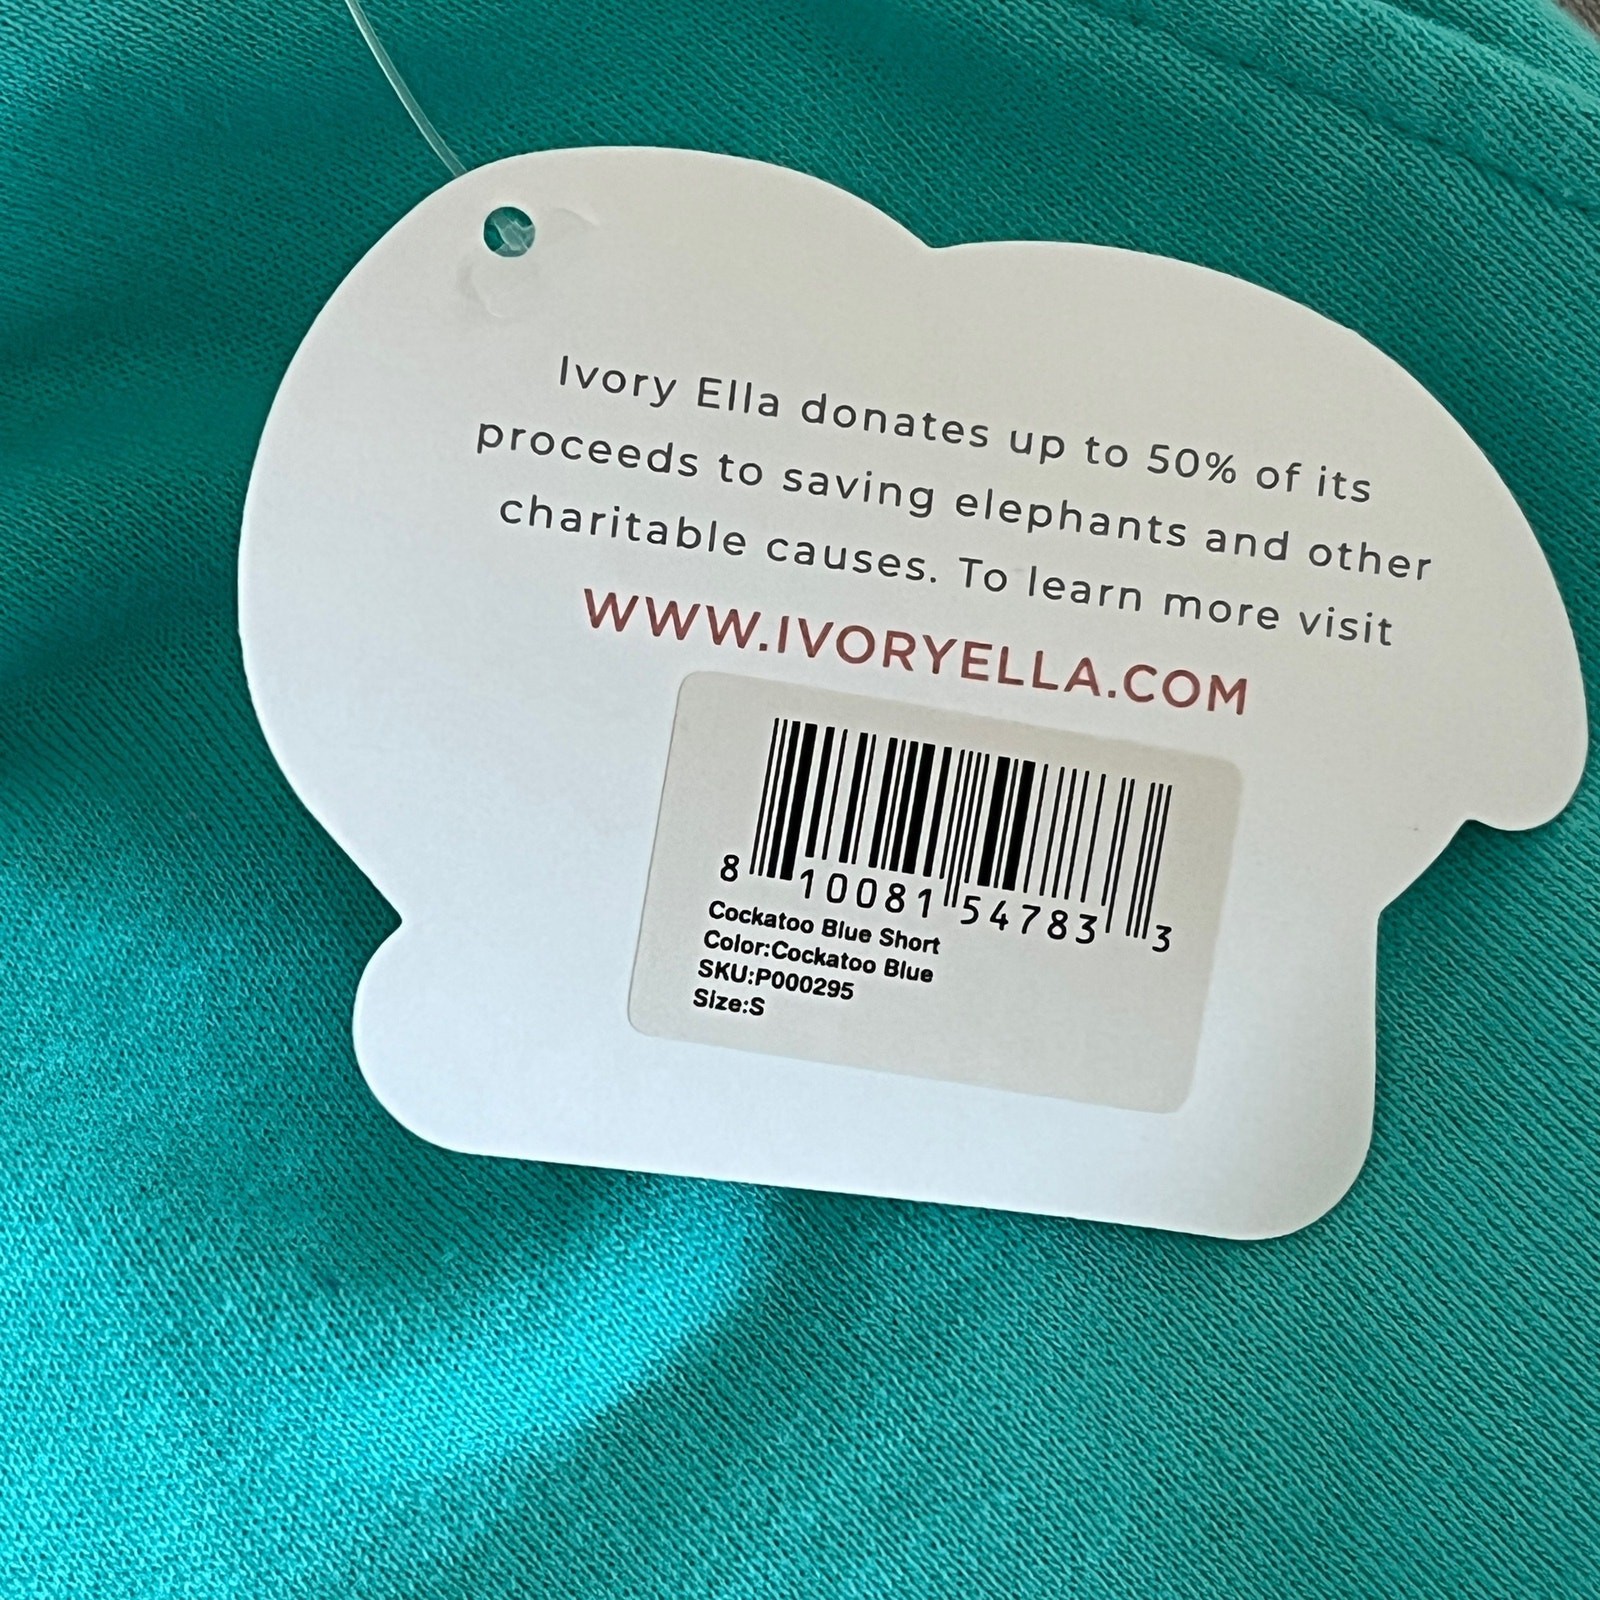 Ivory Ella donates up to 50% of its
proceeds to saving elephants and other
charitable causes. To learn more visit
WWW.IVORYELLA.COM
8 10081 54783 3
Cockatoo Blue Short
Color:Cockatoo Blue
SKU:P000295
Size:S